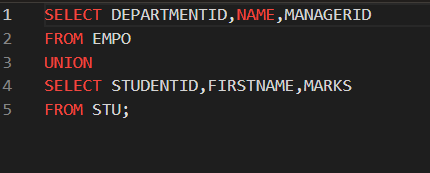 1 SELECT DEPARTMENTID,NAME,MANAGERID
2 FROM EMPO
3 UNION
4 SELECT STUDENTID,FIRSTNAME,MARKS
5 FROM STU;